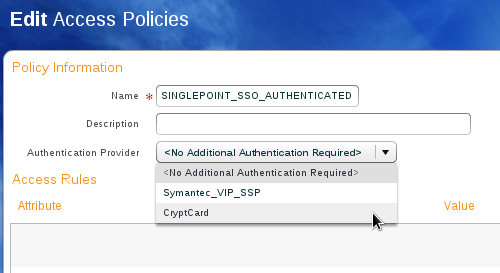 Edit Access Policies
Policy Information
Name * SINGLEPOINT_SSO_AUTHENTICATED
Description
Authentication Provider <No Additional Authentication Required>
<No Additional Authentication Required>
Symantec_VIP_SSP
CryptCard
Access Rules
Attribute Value